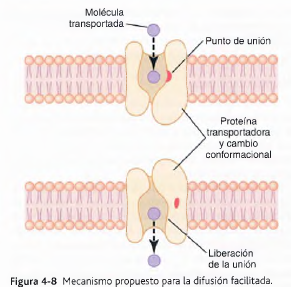 Molécula
transportada
Punto de unión
Proteína
transportadora
y cambio
conformacional
Liberación
de la unión
Figura 4-8 Mecanismo propuesto para la difusión facilitada.